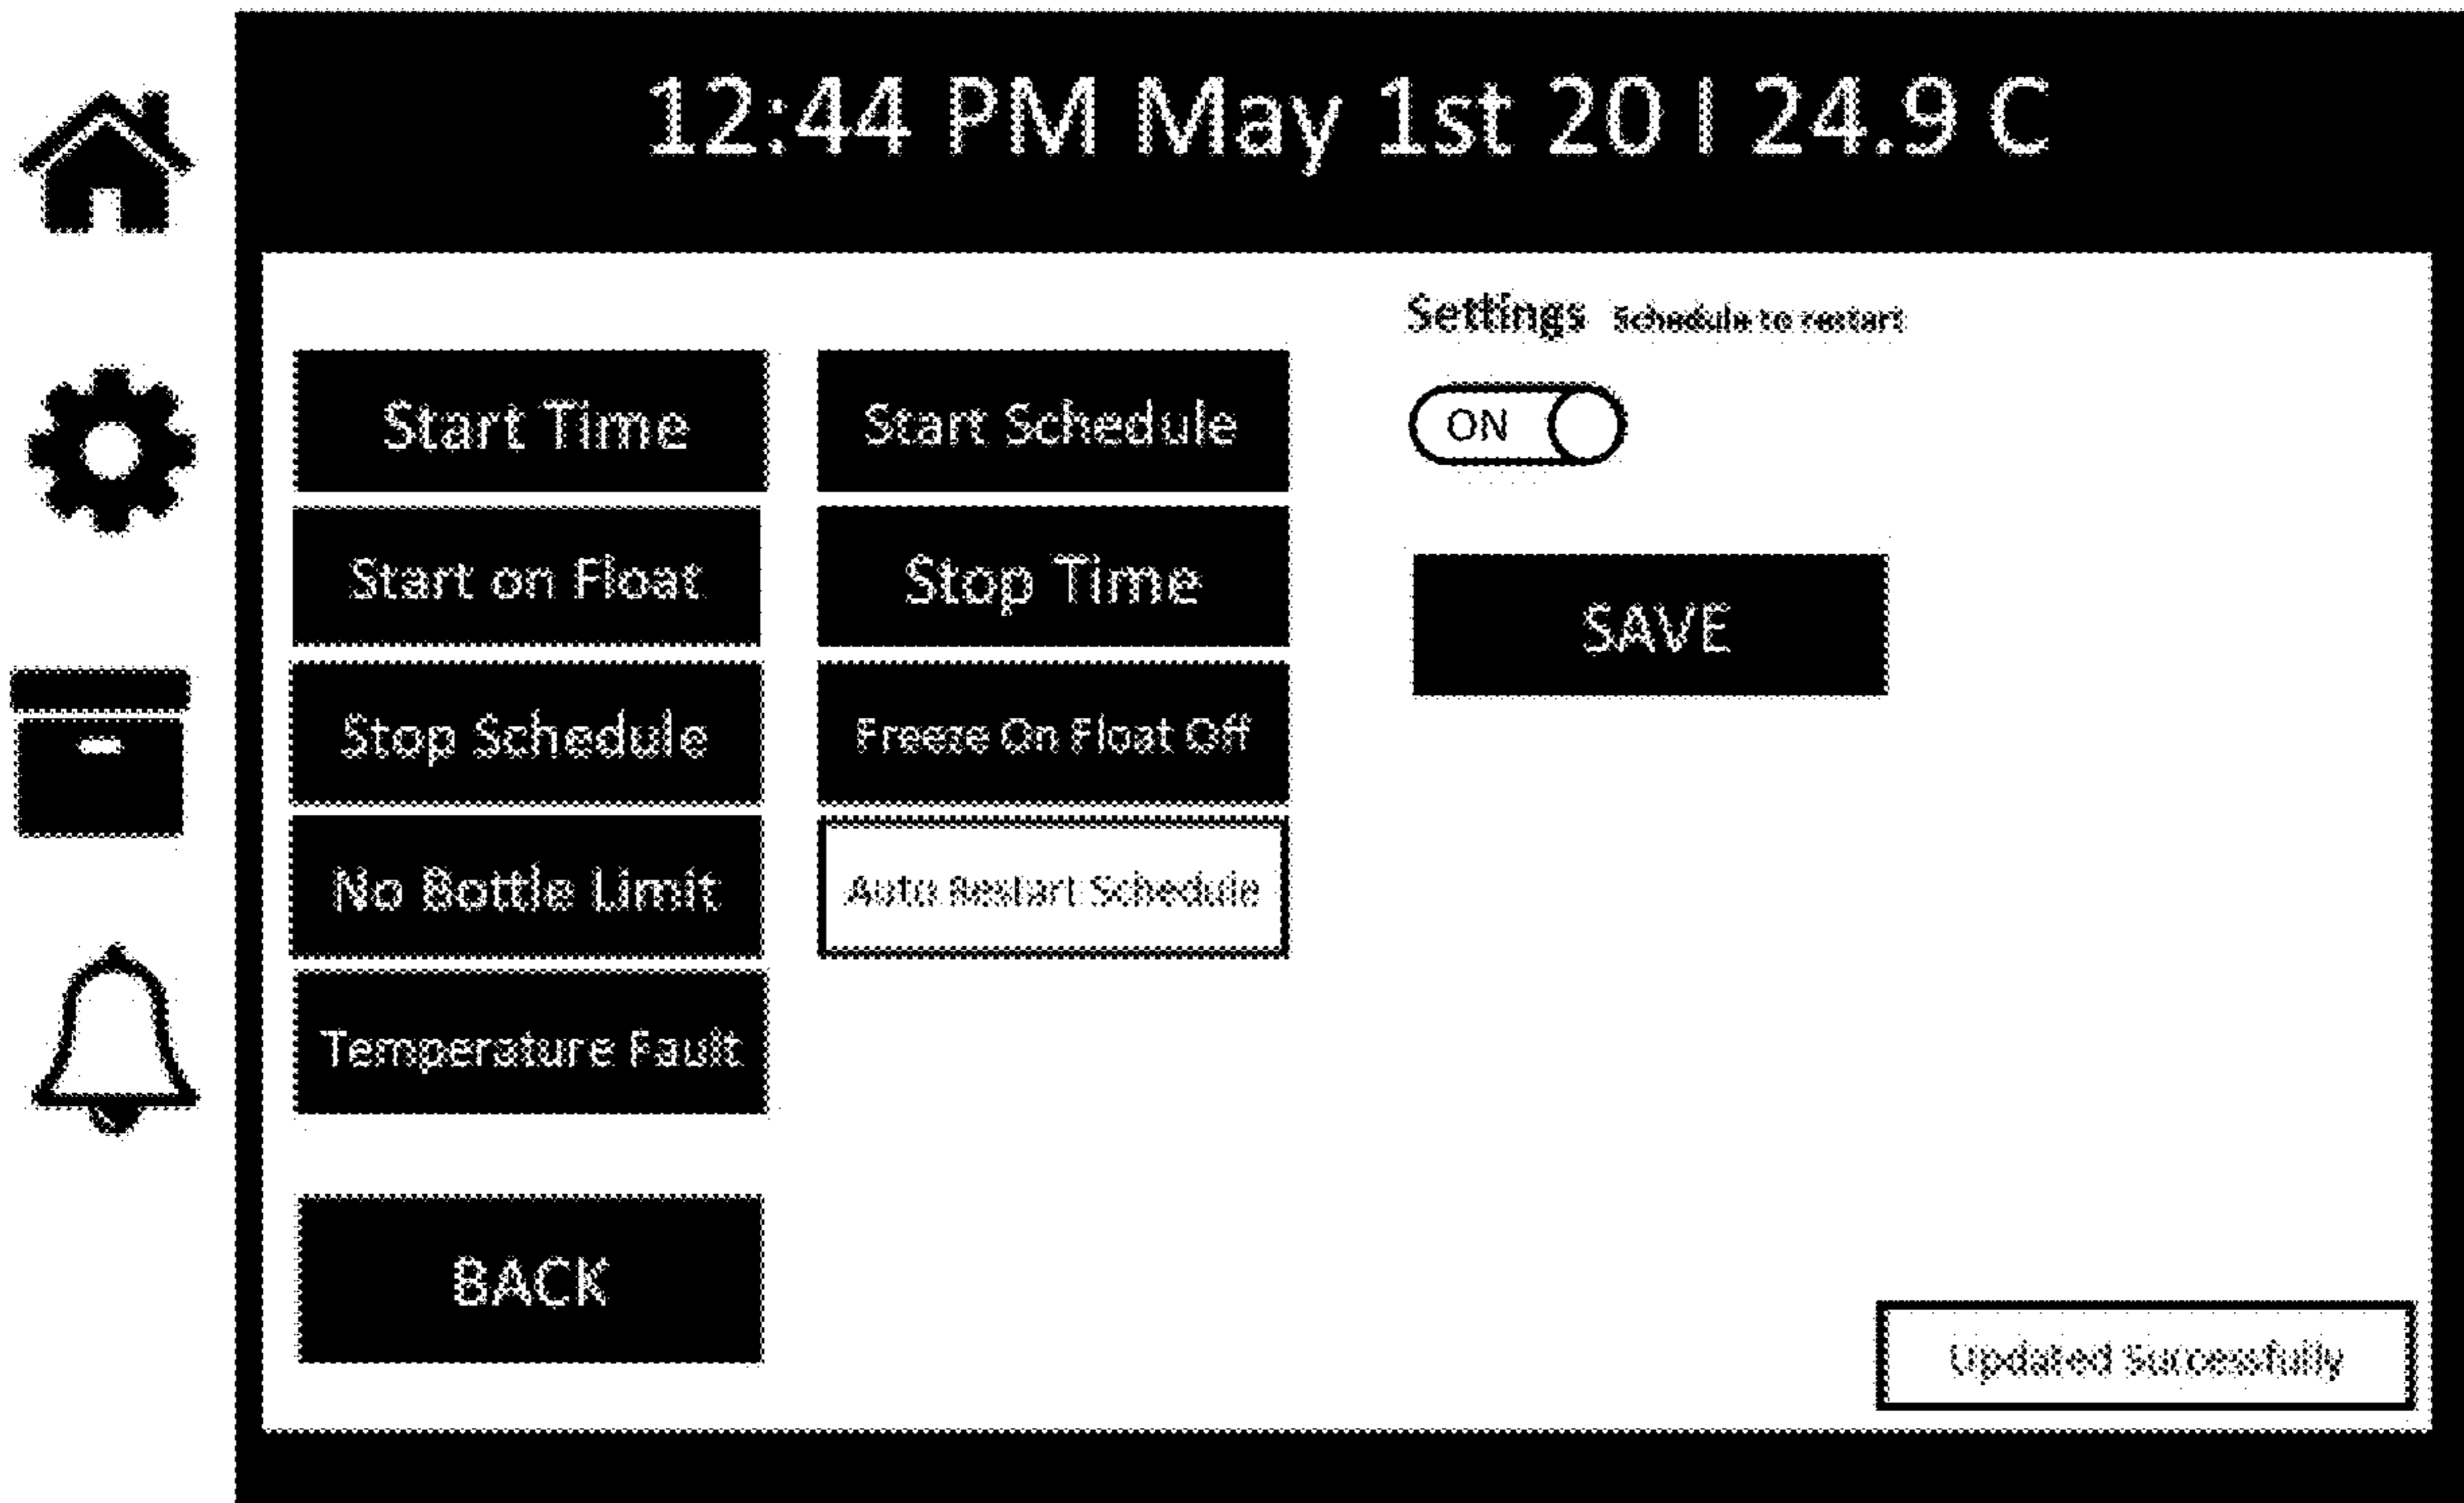 12:44 PM May 1st 20 | 24.9 C
Settings Schedule to restart
Start Time
Start Schedule
ON
Start on Float
Stop Time
SAVE
Stop Schedule
Freeze On Float Off
No Bottle Limit
Auto Restart Schedule
Temperature Fault
BACK
Updated Successfully